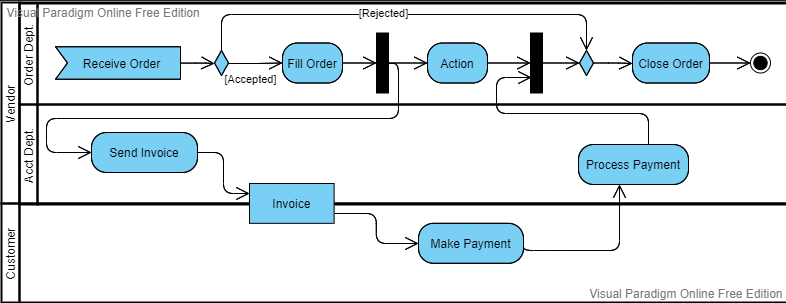 Visual Paradigm Online Free Edition
[Rejected]
Vendor
Order Dept.
Receive Order
[Accepted]
Fill Order
Action
Close Order
Acct Dept.
Send Invoice
Process Payment
Invoice
Customer
Make Payment
Visual Paradigm Online Free Edition